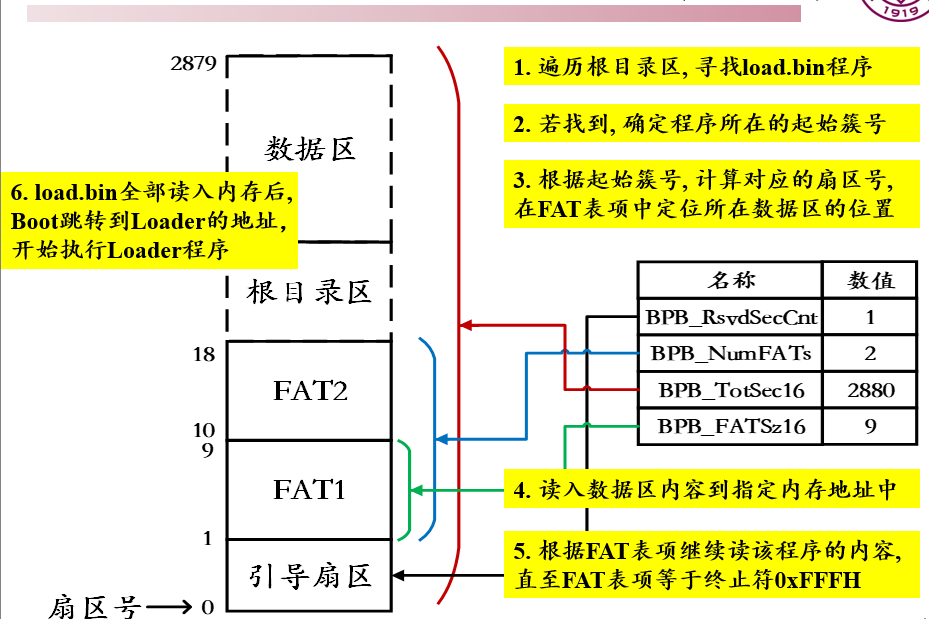 1919
2879
数据区
根目录区
18
FAT2
10
9
FAT1
1
引导扇区
扇区号
0
1. 遍历根目录区, 寻找load.bin程序
2. 若找到, 确定程序所在的起始簇号
3. 根据起始簇号, 计算对应的扇区号,
在FAT表项中定位所在数据区的位置
名称 数值
BPB_RsvdSecCnt 1
BPB_NumFATs 2
BPB_TotSec16 2880
BPB_FATSz16 9
4. 读入数据区内容到指定内存地址中
5. 根据FAT表项继续读该程序的内容,
直至FAT表项等于终止符0xFFFH
6. load.bin全部读入内存后,
Boot跳转到Loader的地址,
开始执行Loader程序